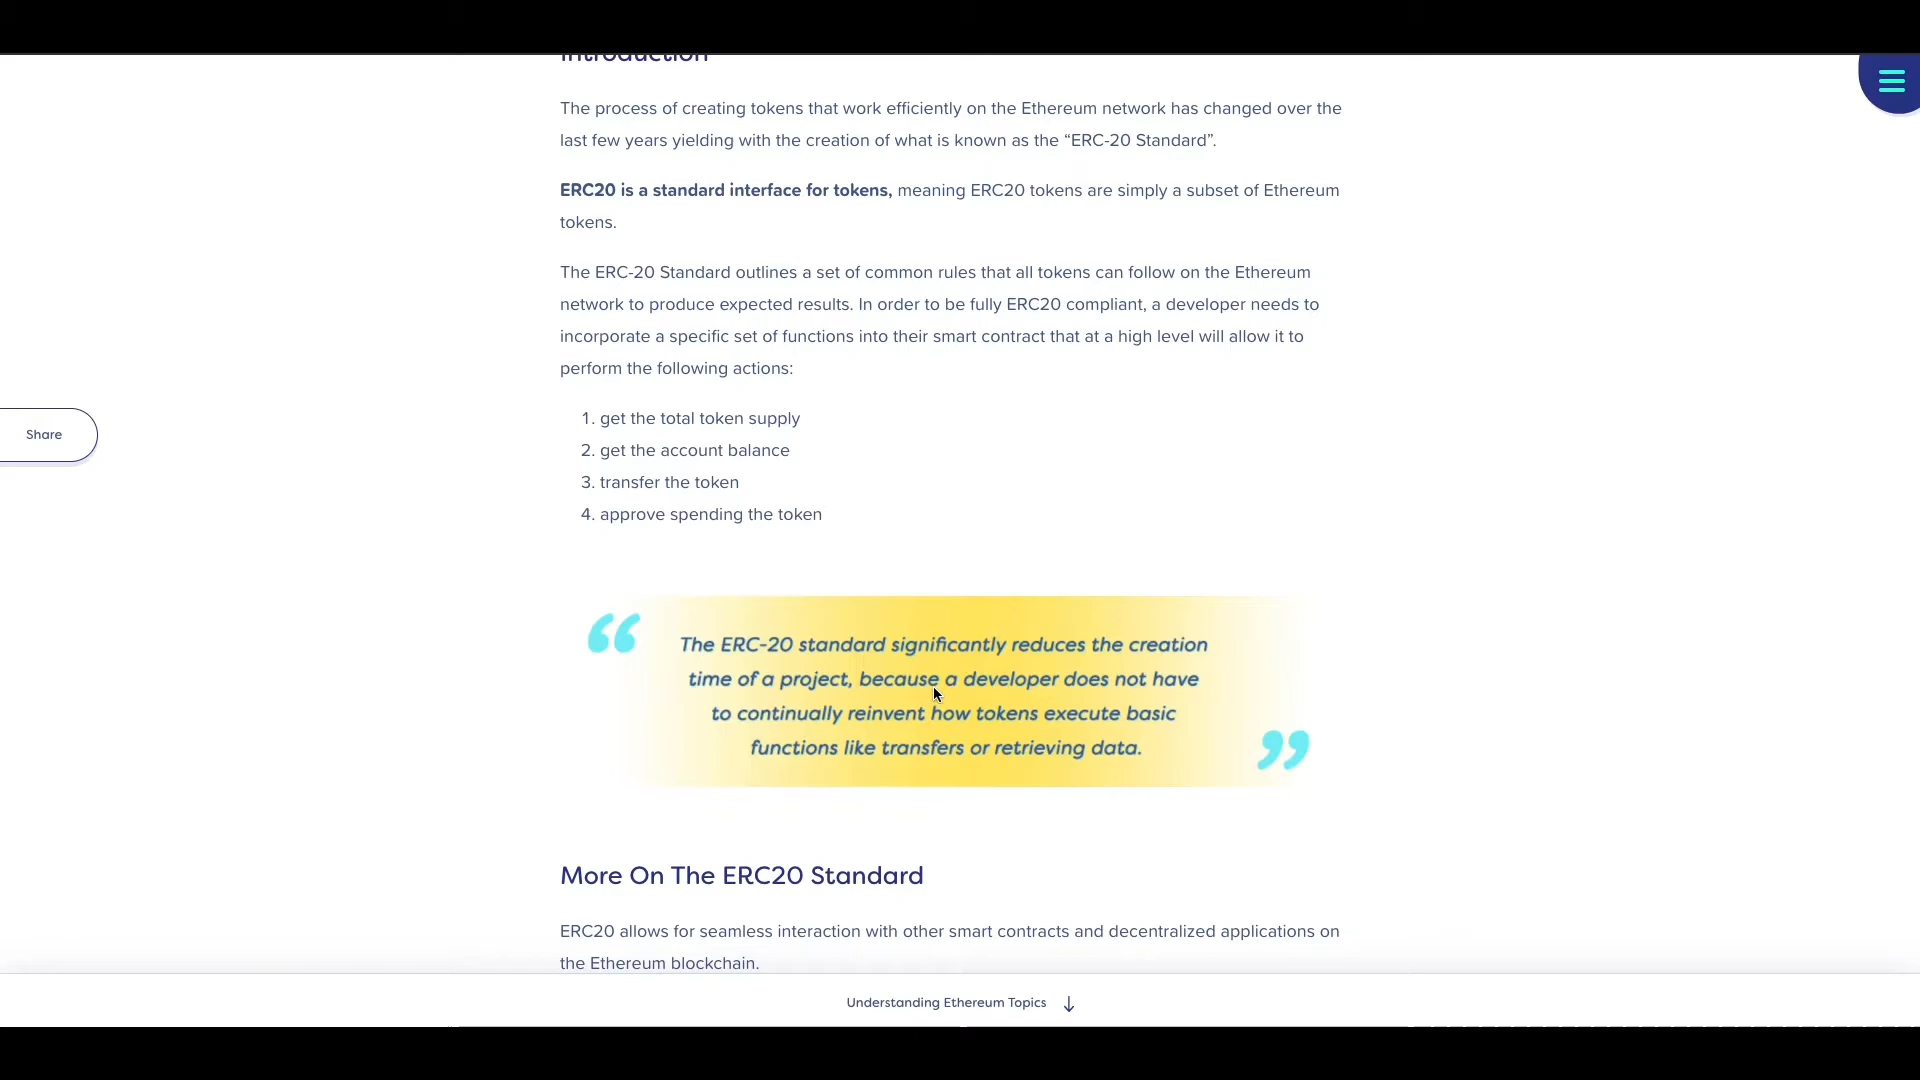 Introduction
The process of creating tokens that work efficiently on the Ethereum network has changed over the
last few years yielding with the creation of what is known as the “ERC-20 Standard”.
ERC20 is a standard interface for tokens, meaning ERC20 tokens are simply a subset of Ethereum
tokens.
The ERC-20 Standard outlines a set of common rules that all tokens can follow on the Ethereum
network to produce expected results. In order to be fully ERC20 compliant, a developer needs to
incorporate a specific set of functions into their smart contract that at a high level will allow it to
perform the following actions:
1. get the total token supply
Share
2. get the account balance
3. transfer the token
4. approve spending the token
“ The ERC-20 standard significantly reduces the creation
time of a project, because a developer does not have
to continually reinvent how tokens execute basic
functions like transfers or retrieving data. ”
More On The ERC20 Standard
ERC20 allows for seamless interaction with other smart contracts and decentralized applications on
the Ethereum blockchain.
Understanding Ethereum Topics ↓